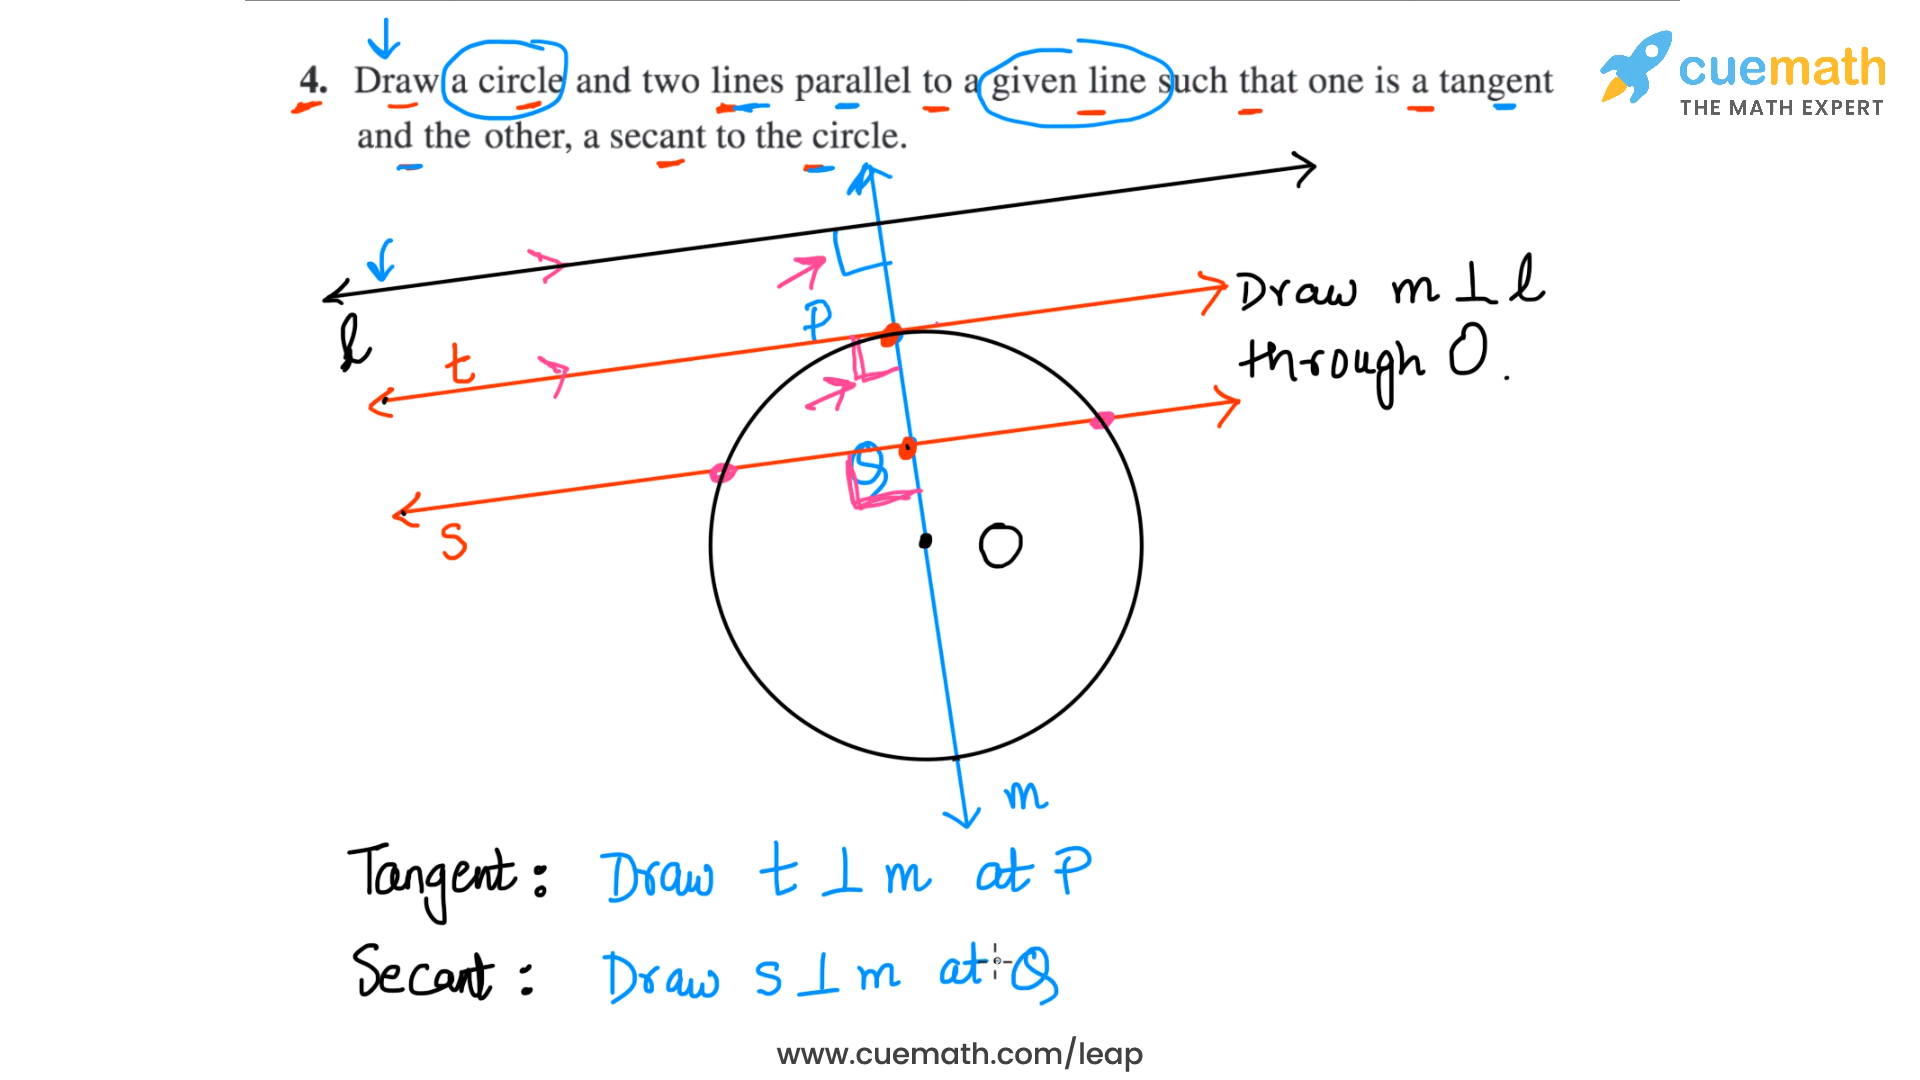 4. Draw a circle and two lines parallel to a given line such that one is a tangent
and the other, a secant to the circle.
cuemath
THE MATH EXPERT
l
t
P
Draw m ⊥ l
through O.
Q
s
O
m
Tangent: Draw t ⊥ m at P
Secant: Draw s ⊥ m at Q
www.cuemath.com/leap